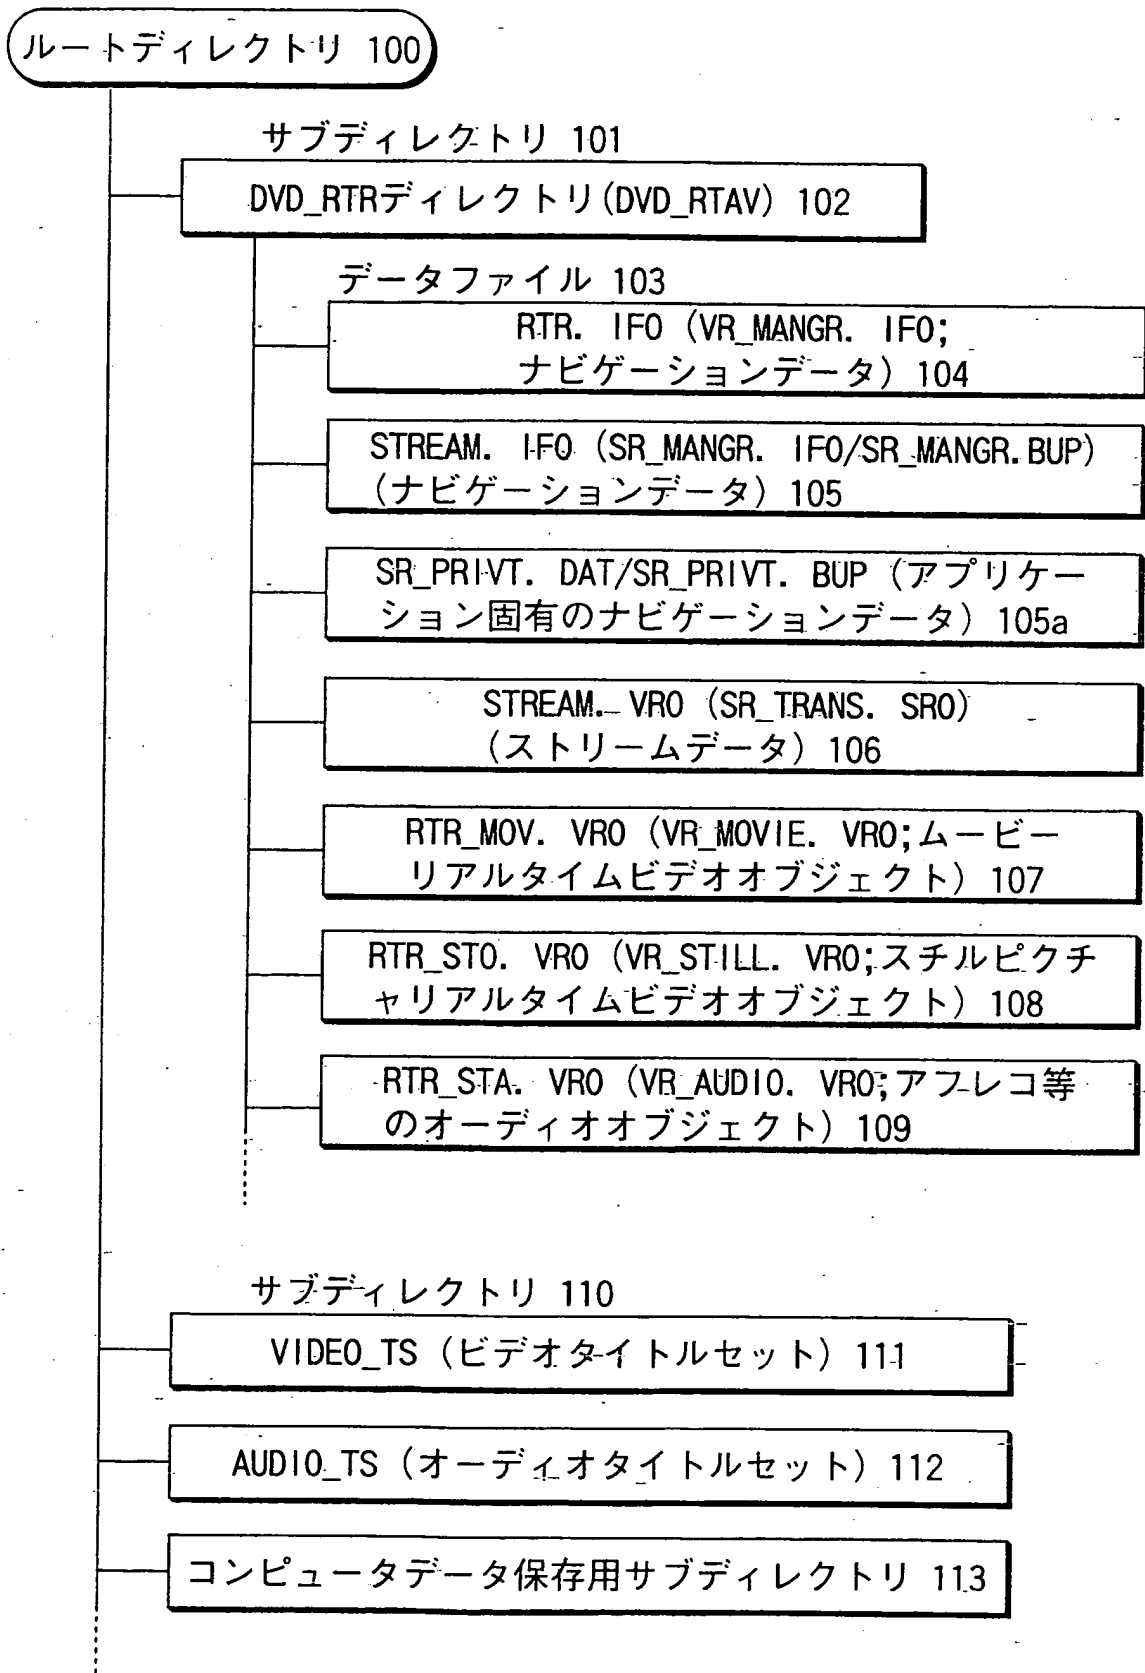 ルートディレクトリ 100
サブディレクトリ 101
DVD_RTRディレクトリ(DVD_RTAV) 102
データファイル 103
RTR. IFO (VR_MANGR. IFO;
ナビゲーションデータ) 104
STREAM. IFO (SR_MANGR. IFO/SR_MANGR.BUP)
(ナビゲーションデータ) 105
SR_PRIVT. DAT/SR_PRIVT. BUP (アプリケー
ション固有のナビゲーションデータ) 105a
STREAM. VRO (SR_TRANS. SRO)
(ストリームデータ) 106
RTR_MOV. VRO (VR_MOVIE. VRO;ムービー
リアルタイムビデオオブジェクト) 107
RTR_STO. VRO (VR_STILL. VRO;スチルピクチ
ャリアルタイムビデオオブジェクト) 108
RTR_STA. VRO (VR_AUDIO. VRO;アフレコ等
のオーディオオブジェクト) 109
サブディレクトリ 110
VIDEO_TS (ビデオタイトルセット) 111
AUDIO_TS (オーディオタイトルセット) 112
コンピュータデータ保存用サブディレクトリ 113